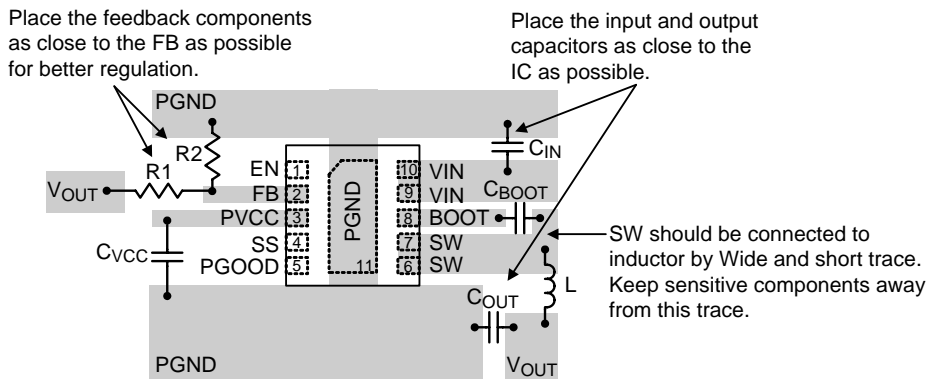 Place the feedback components
as close to the FB as possible
for better regulation.
Place the input and output
capacitors as close to the
IC as possible.
PGND
R2
R1
VOUT
CIN
EN 1
FB 2
PVCC 3
SS 4
PGOOD 5
PGND
11
10 VIN
9 VIN
8 BOOT
7 SW
6 SW
CBOOT
CVCC
SW should be connected to
inductor by Wide and short trace.
Keep sensitive components away
from this trace.
L
COUT
PGND
VOUT